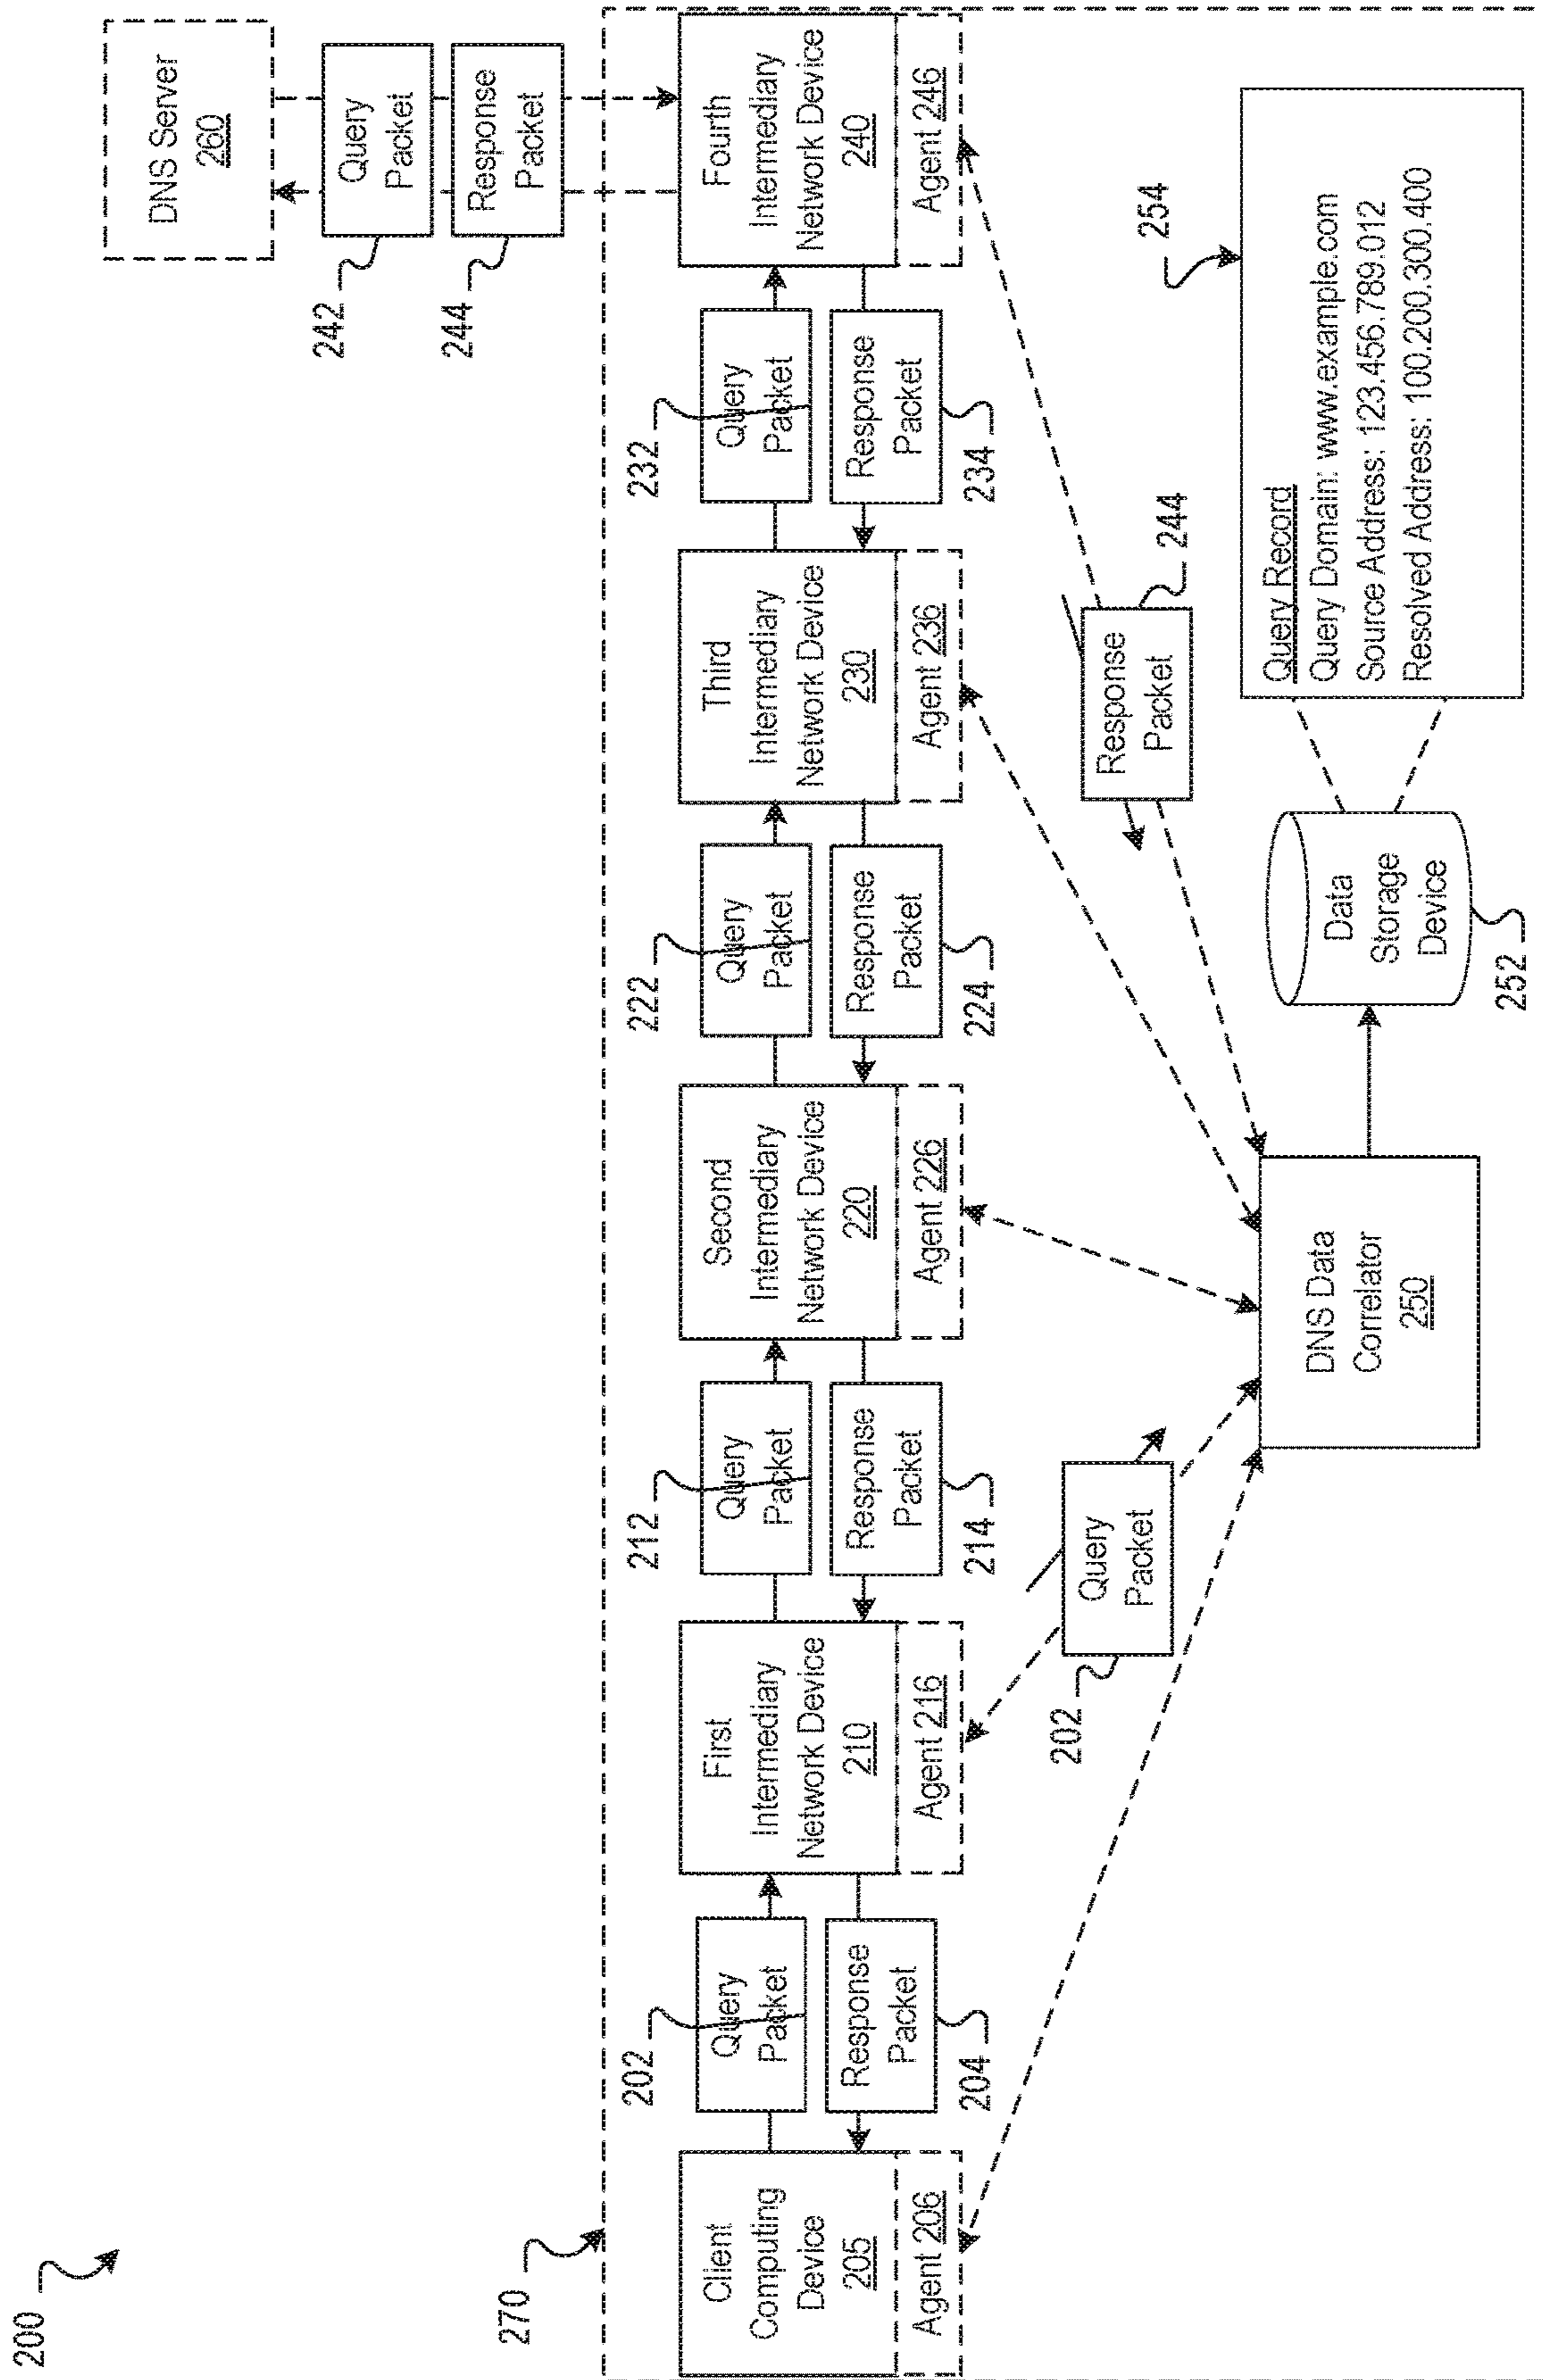 200
270
DNS Server
260
Query
Packet
242
Response
Packet
244
Client
Computing
Device
205
Agent 206
202
Query
Packet
Response
Packet
204
First
Intermediary
Network Device
210
Agent 216
212
Query
Packet
Response
Packet
214
Second
Intermediary
Network Device
220
Agent 226
222
Query
Packet
Response
Packet
224
Third
Intermediary
Network Device
230
Agent 236
232
Query
Packet
Response
Packet
234
Fourth
Intermediary
Network Device
240
Agent 246
Query
Packet
202
Response
Packet
244
DNS Data
Correlator
250
Data
Storage
Device
252
254
Query Record
Query Domain: www.example.com
Source Address: 123.456.789.012
Resolved Address: 100.200.300.400